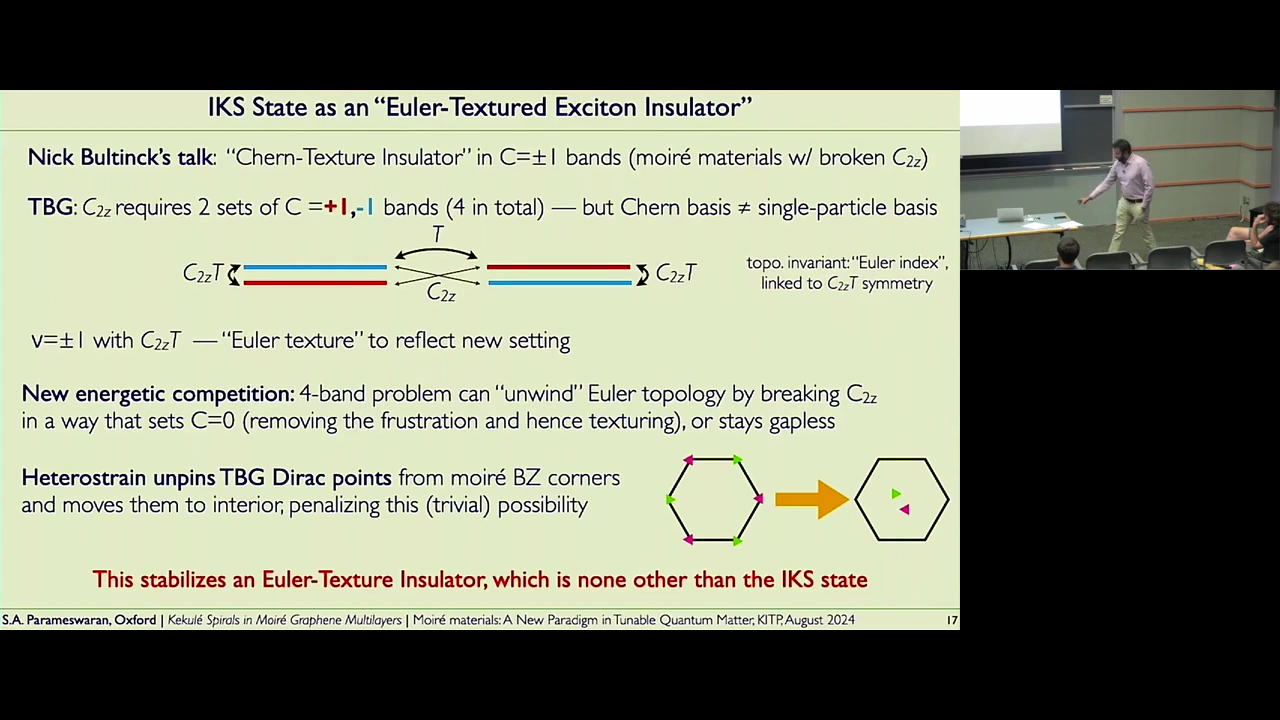 IKS State as an “Euler-Textured Exciton Insulator”
Nick Bultinck’s talk: “Chern-Texture Insulator” in C=±1 bands (moiré materials w/ broken C2z)
TBG: C2z requires 2 sets of C =+1,-1 bands (4 in total) — but Chern basis ≠ single-particle basis
T
C2zT
C2zT
C2z
topo. invariant: “Euler index”,
linked to C2zT symmetry
ν=±1 with C2zT — “Euler texture” to reflect new setting
New energetic competition: 4-band problem can “unwind” Euler topology by breaking C2z
in a way that sets C=0 (removing the frustration and hence texturing), or stays gapless
Heterostrain unpins TBG Dirac points from moiré BZ corners
and moves them to interior, penalizing this (trivial) possibility
This stabilizes an Euler-Texture Insulator, which is none other than the IKS state
S.A. Parameswaran, Oxford | Kekulé Spirals in Moiré Graphene Multilayers | Moiré materials: A New Paradigm in Tunable Quantum Matter, KITP, August 2024
17